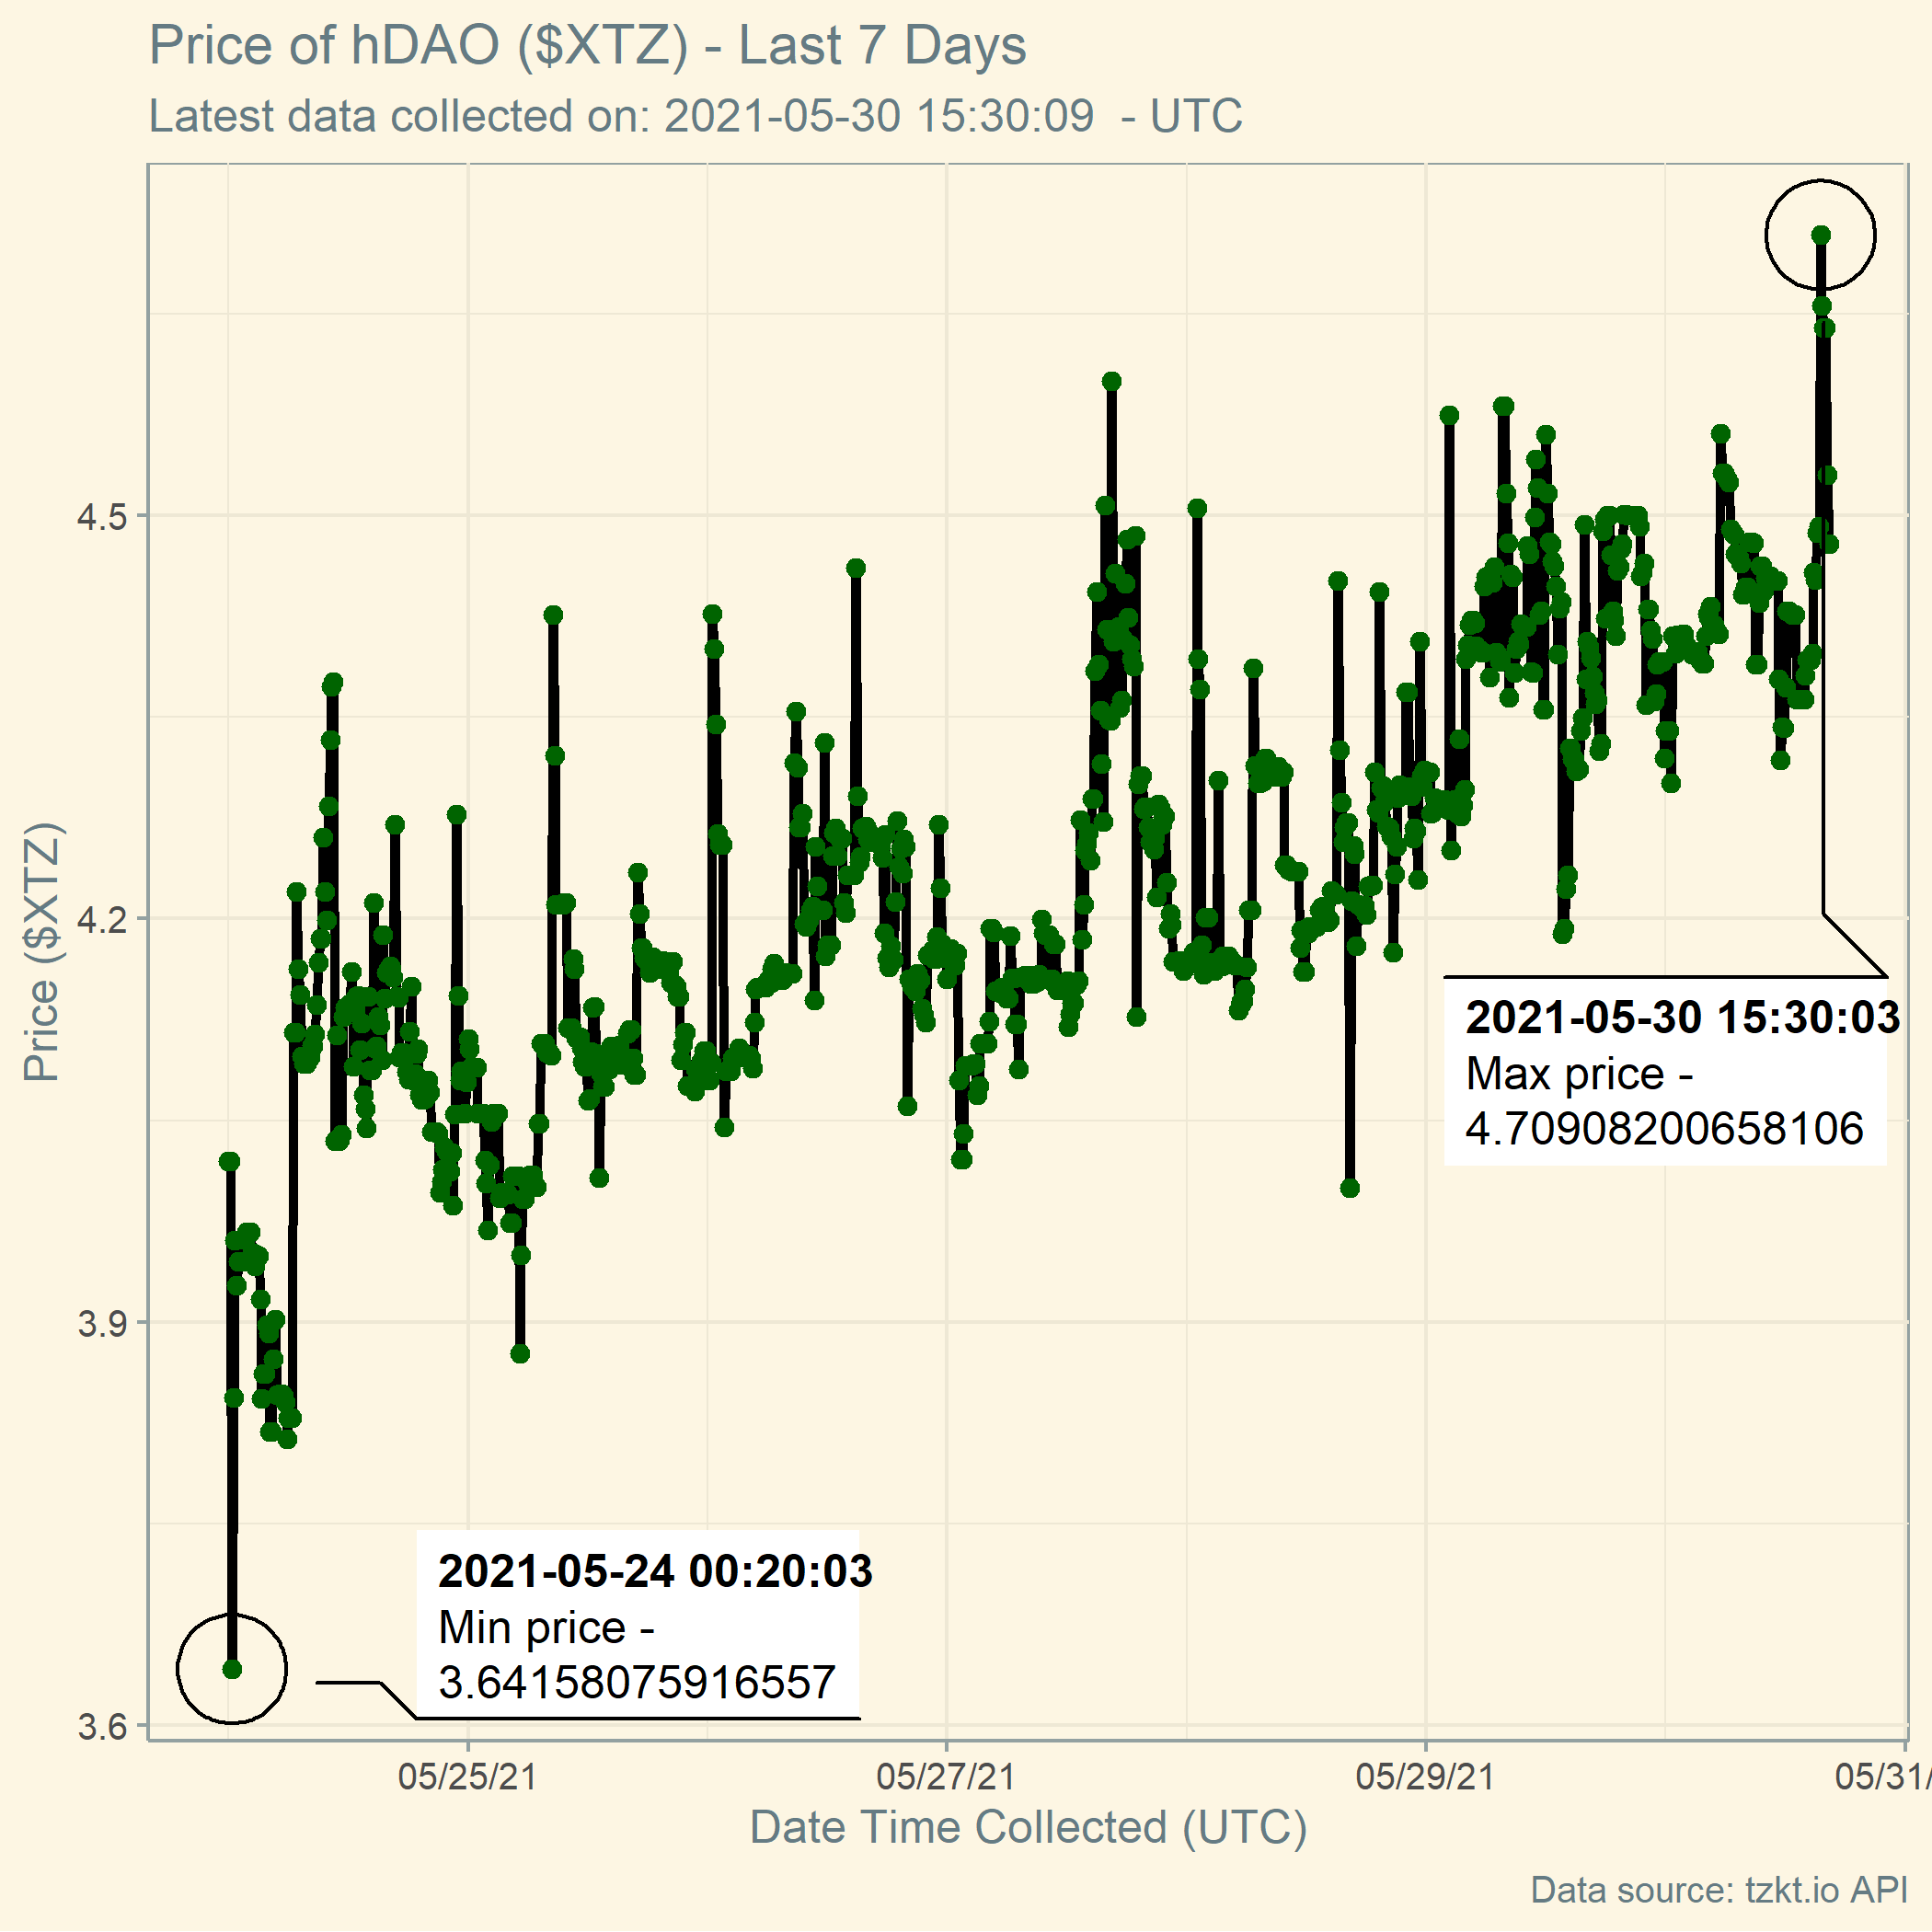 Price of hDAO ($XTZ) - Last 7 Days
Latest data collected on: 2021-05-30 15:30:09  - UTC
Price ($XTZ)
4.5
4.2
3.9
3.6
2021-05-30 15:30:03
Max price -
4.70908200658106
2021-05-24 00:20:03
Min price -
3.64158075916557
05/25/21
05/27/21
05/29/21
05/31/
Date Time Collected (UTC)
Data source: tzkt.io API